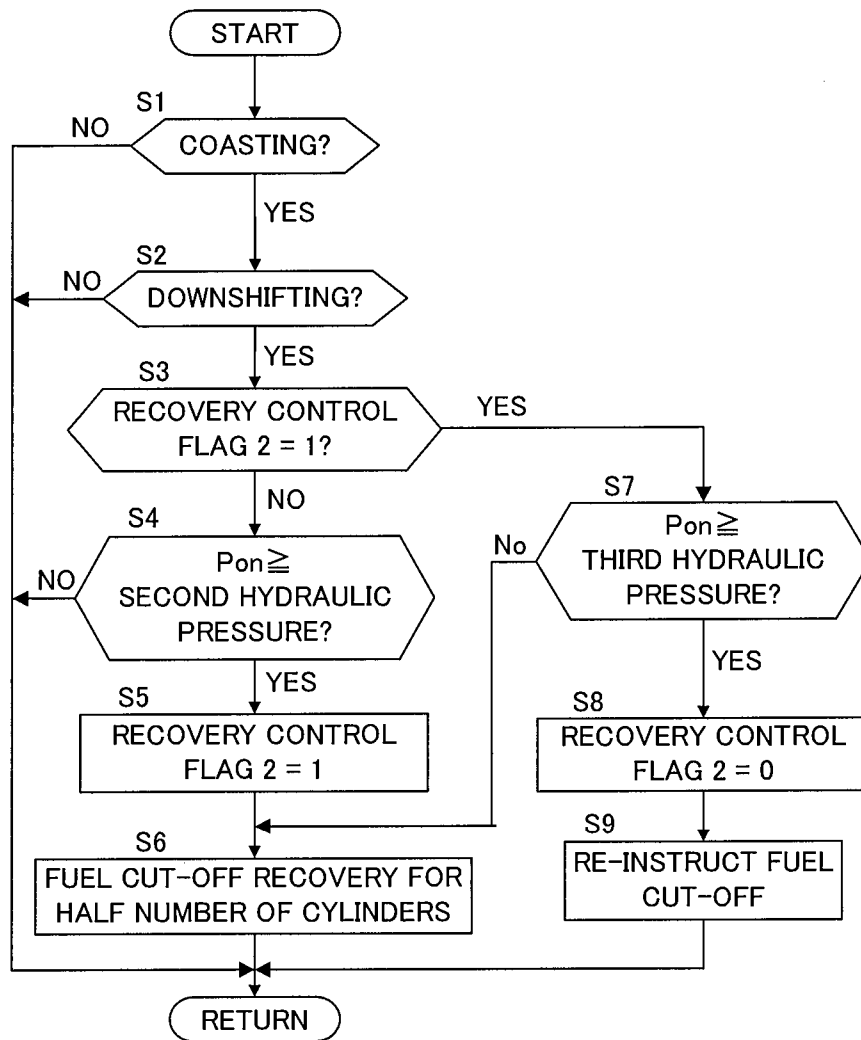 START
S1
NO
COASTING?
YES
S2
NO
DOWNSHIFTING?
YES
S3
RECOVERY CONTROL
FLAG 2 = 1?
YES
NO
S4
NO
Pon≧
SECOND HYDRAULIC
PRESSURE?
YES
S5
RECOVERY CONTROL
FLAG 2 = 1
S6
FUEL CUT-OFF RECOVERY FOR
HALF NUMBER OF CYLINDERS
S7
No
Pon≧
THIRD HYDRAULIC
PRESSURE?
YES
S8
RECOVERY CONTROL
FLAG 2 = 0
S9
RE-INSTRUCT FUEL
CUT-OFF
RETURN